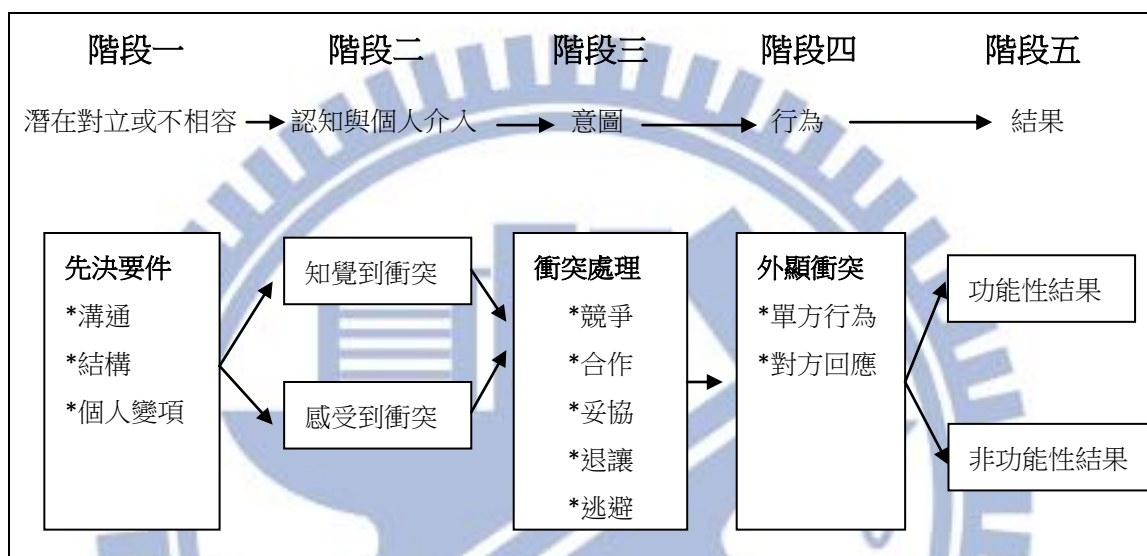 階段一 階段二 階段三 階段四 階段五
潛在對立或不相容 認知與個人介入 意圖 行為 結果
先決要件
*溝通
*結構
*個人變項
知覺到衝突
感受到衝突
衝突處理
*競爭
*合作
*妥協
*退讓
*逃避
外顯衝突
*單方行為
*對方回應
功能性結果
非功能性結果